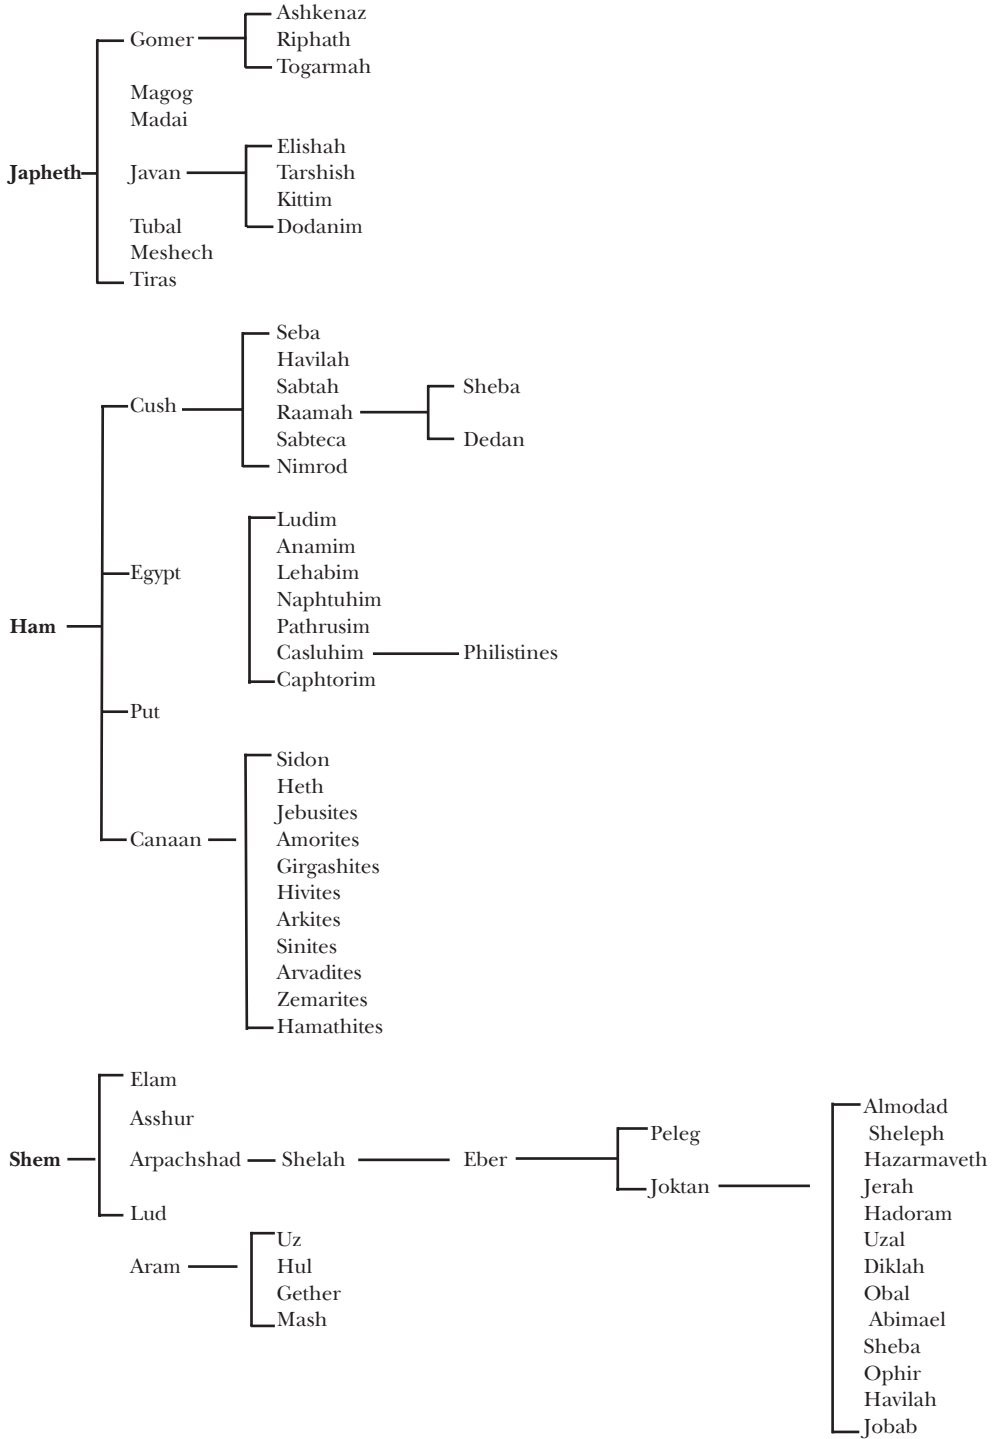 Ashkenaz
Gomer
Riphath
Togarmah
Magog
Madai
Elishah
Japheth
Javan
Tarshish
Kittim
Tubal
Dodanim
Meshech
Tiras
Seba
Havilah
Sabtah
Sheba
Cush
Raamah
Sabteca
Dedan
Nimrod
Ludim
Anamim
Egypt
Lehabim
Naphtuhim
Ham
Pathrusim
Casluhim
Philistines
Caphtorim
Put
Sidon
Heth
Jebusites
Canaan
Amorites
Girgashites
Hivites
Arkites
Sinites
Arvadites
Zemarites
Hamathites
Elam
Almodad
Asshur
Peleg
Sheleph
Shem
Arpachshad
Shelah
Eber
Hazarmaveth
Joktan
Jerah
Lud
Hadoram
Uz
Uzal
Aram
Hul
Diklah
Gether
Obal
Mash
Abimael
Sheba
Ophir
Havilah
Jobab